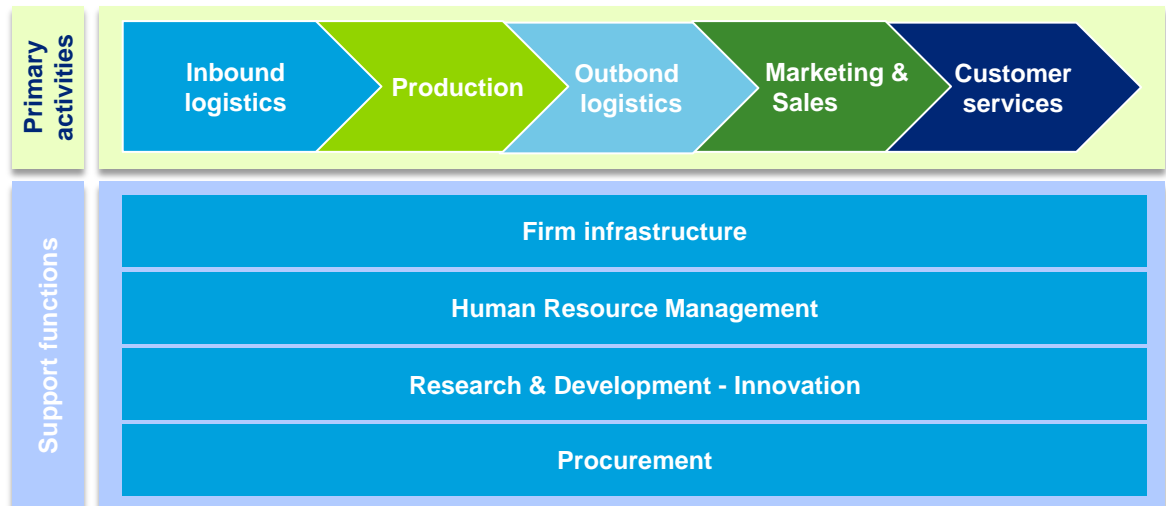 Primary
activities
Inbound
logistics
Production
Outbond
logistics
Marketing &
Sales
Customer
services
Support functions
Firm infrastructure
Human Resource Management
Research & Development - Innovation
Procurement